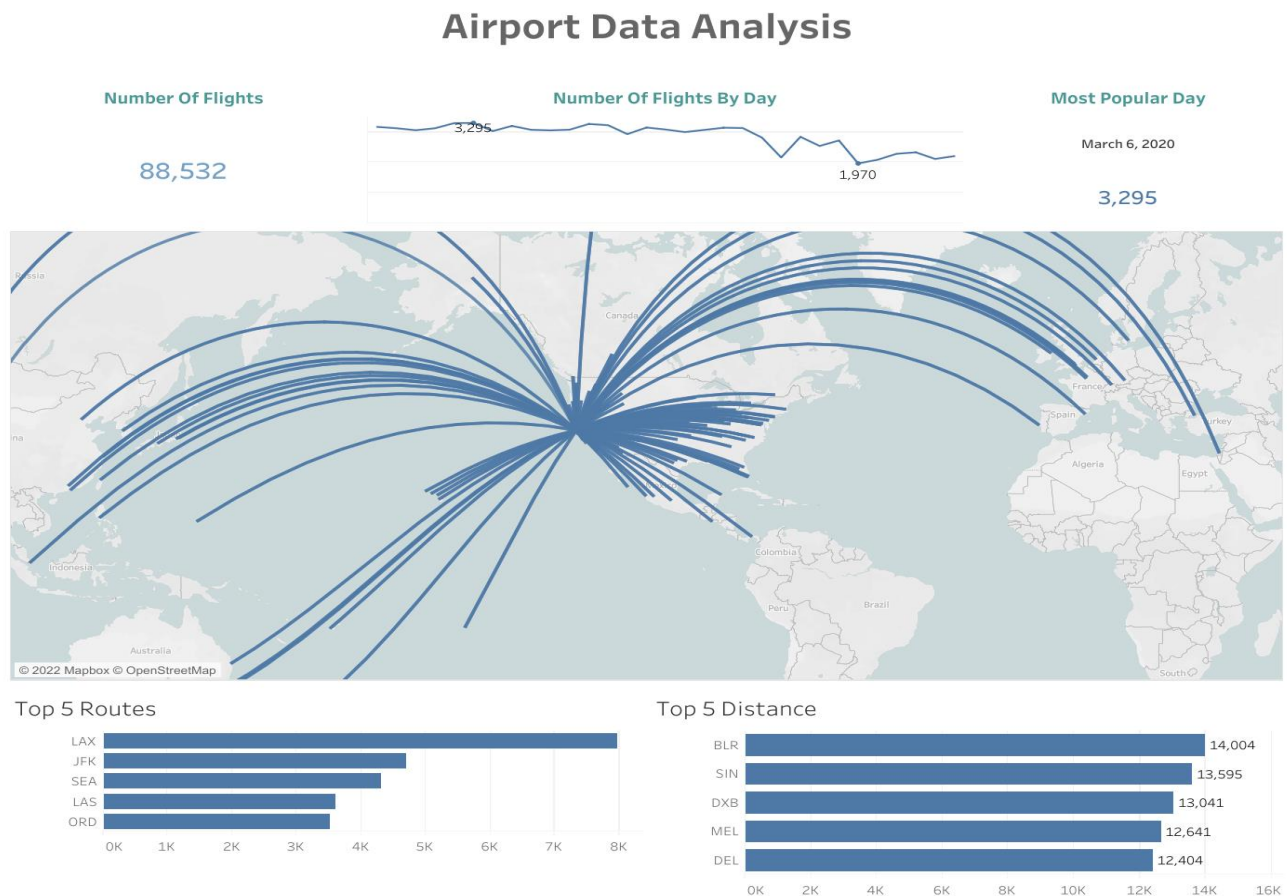 Airport Data Analysis
Number Of Flights
88,532
Number Of Flights By Day
3,295
1,970
Most Popular Day
March 6, 2020
3,295
Russia
Canada
France
Spain
Turkey
Algeria
Egypt
Colombia
Indonesia
Peru
Brazil
Australia
South
© 2022 Mapbox © OpenStreetMap
Top 5 Routes
LAX
JFK
SEA
LAS
ORD
0K 1K 2K 3K 4K 5K 6K 7K 8K
Top 5 Distance
BLR 14,004
SIN 13,595
DXB 13,041
MEL 12,641
DEL 12,404
0K 2K 4K 6K 8K 10K 12K 14K 16K